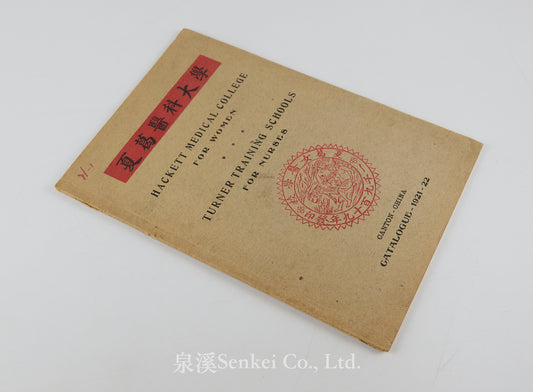 夏葛醫科大學
HACKETT MEDICAL COLLEGE
FOR WOMEN
TURNER TRAINING SCHOOLS
FOR NURSES
CANTON - CHINA
CATALOGUE - 1921 - 22
泉溪Senkei Co., Ltd.